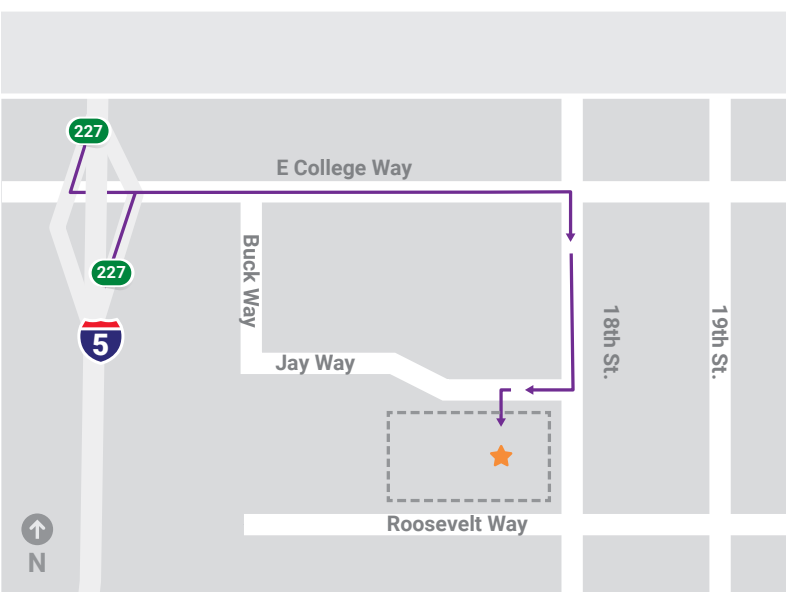 227
E College Way
Buck Way
227
18th St.
19th St.
5
Jay Way
Roosevelt Way
N